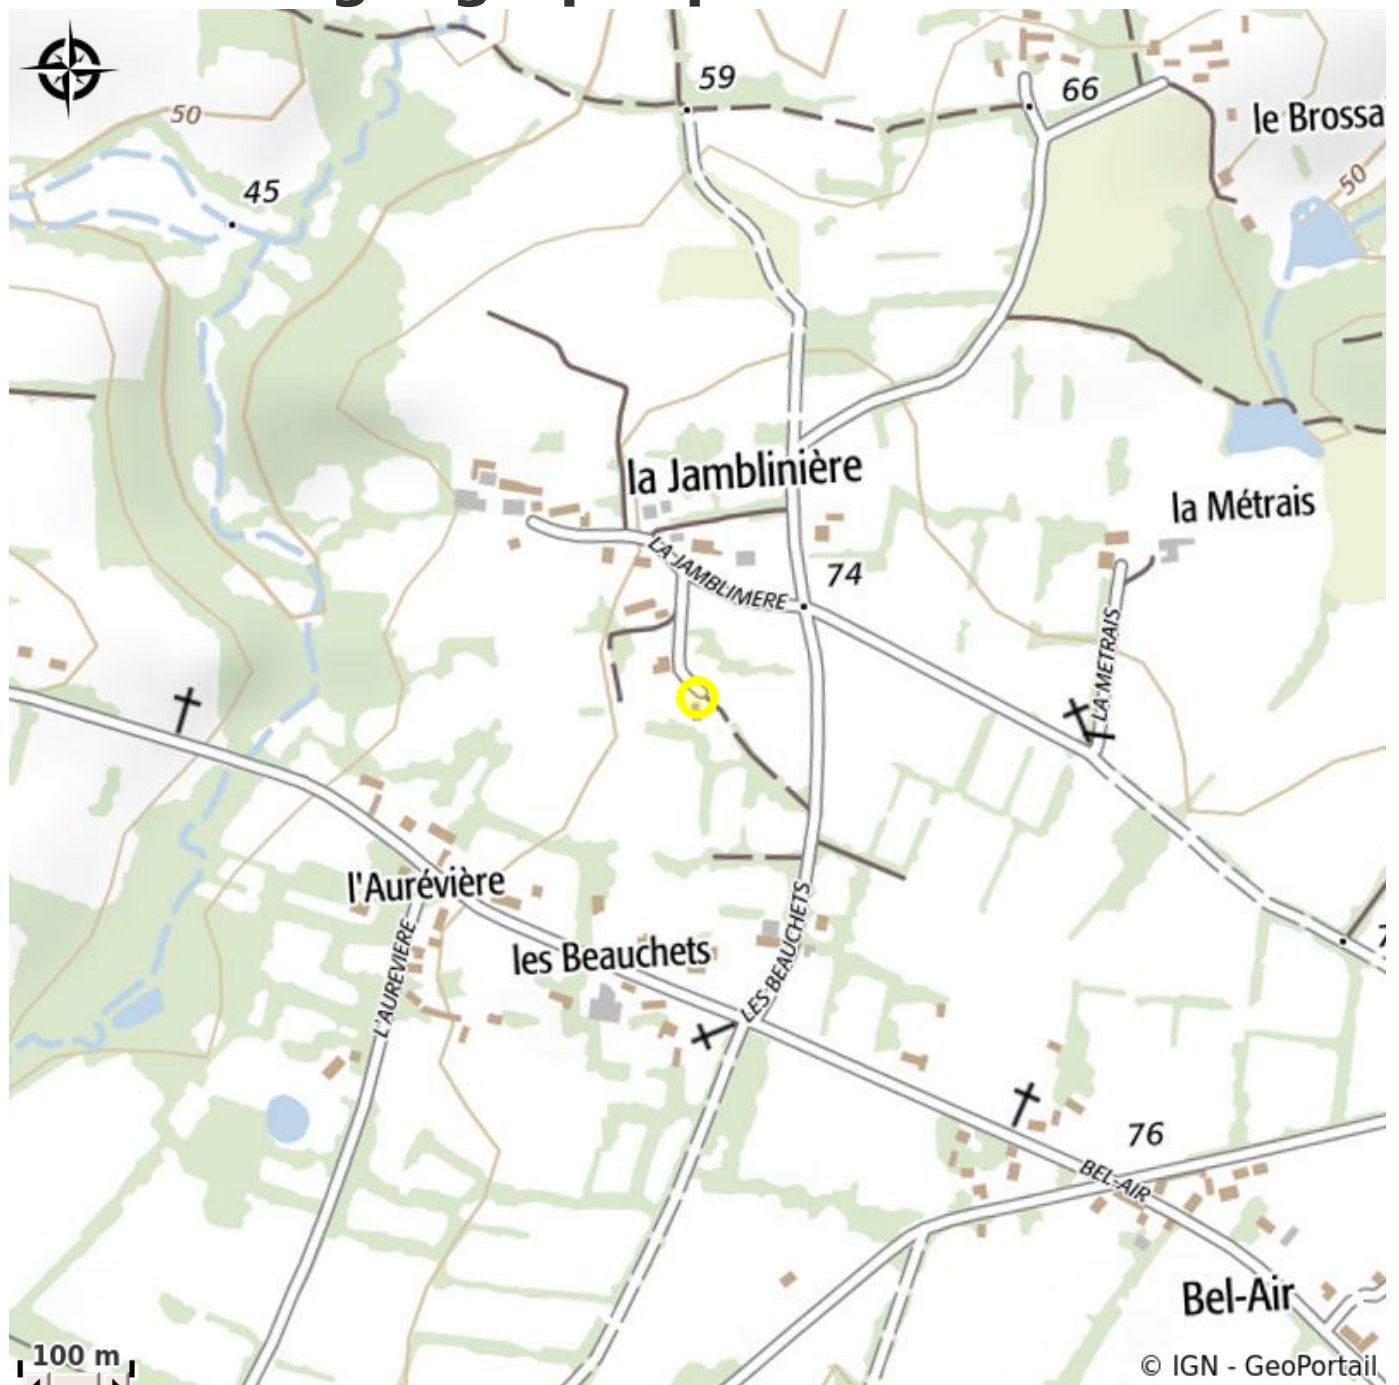 59
66
le Brossa
50
45
50
la Jamblinière
la Métrais
LA JAMBLIMERE
74
LA METRAIS
l'Aurévière
LES BEAUCHETS
les Beauchets
L'AUREVIERE
7
76
BEL-AIR
Bel-Air
100 m
© IGN - GeoPortail